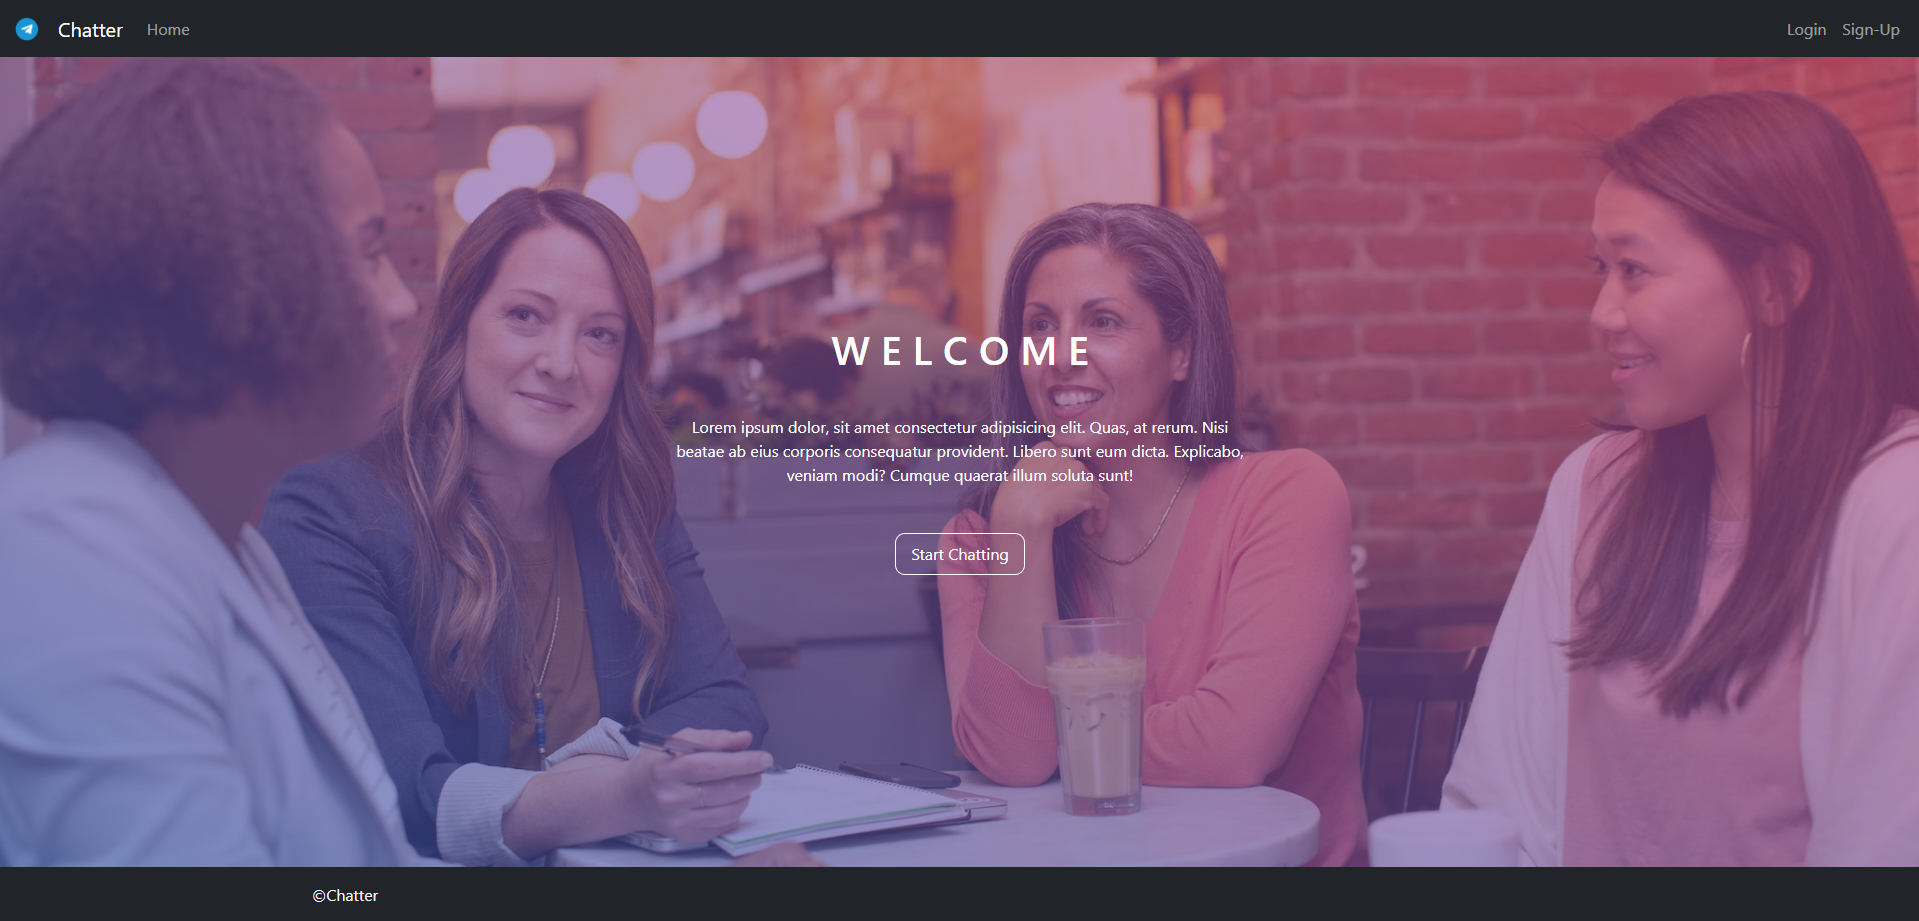 Chatter Home Login Sign-Up
WELCOME
Lorem ipsum dolor, sit amet consectetur adipisicing elit. Quas, at rerum. Nisi
beatae ab eius corporis consequatur provident. Libero sunt eum dicta. Explicabo,
veniam modi? Cumque quaerat illum soluta sunt!
Start Chatting
©Chatter